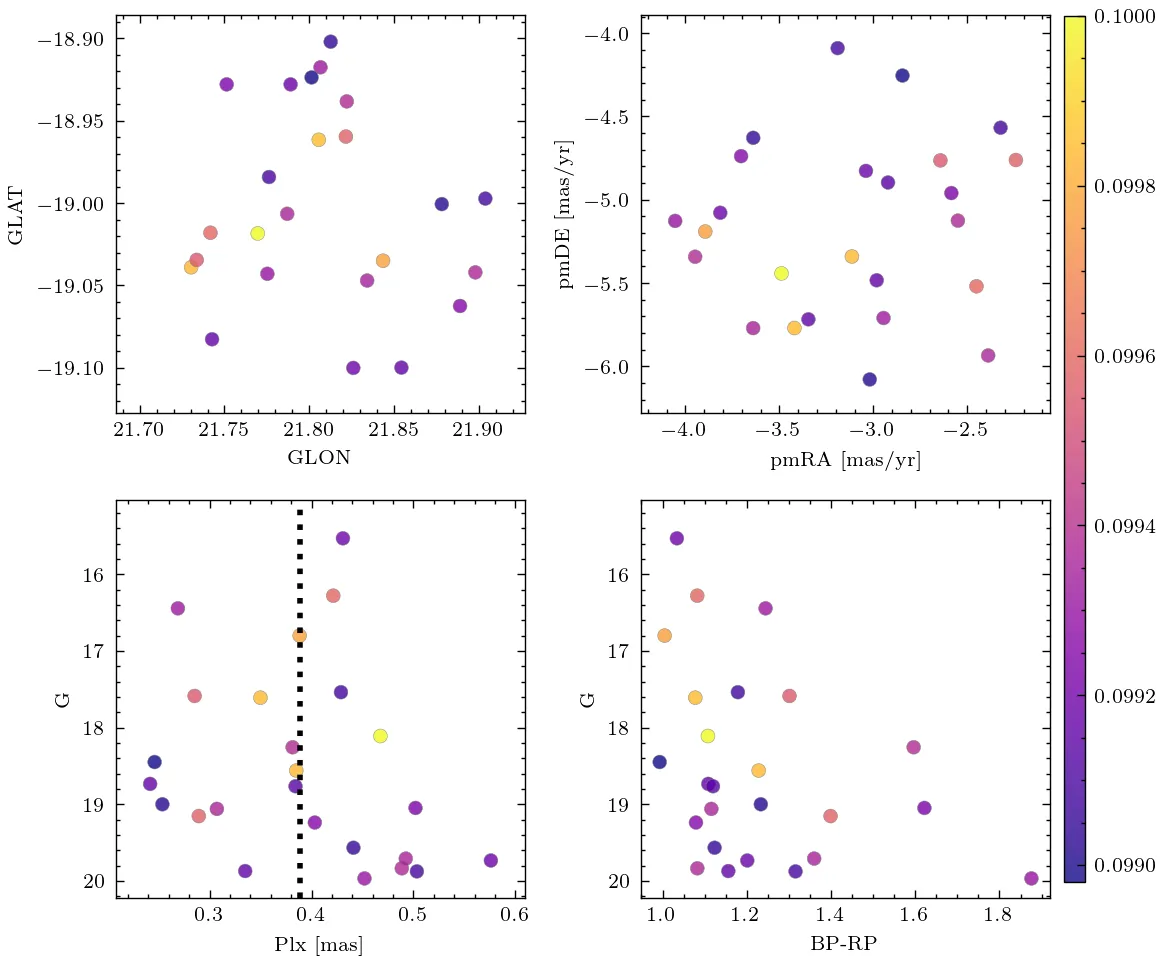 −18.90
−18.95
−19.00
−19.05
−19.10
GLAT
21.70 21.75 21.80 21.85 21.90
GLON
−4.0
−4.5
−5.0
−5.5
−6.0
pmDE [mas/yr]
−4.0 −3.5 −3.0 −2.5
pmRA [mas/yr]
16
17
18
19
20
G
0.3 0.4 0.5 0.6
Plx [mas]
16
17
18
19
20
G
1.0 1.2 1.4 1.6 1.8
BP-RP
0.1000
0.0998
0.0996
0.0994
0.0992
0.0990